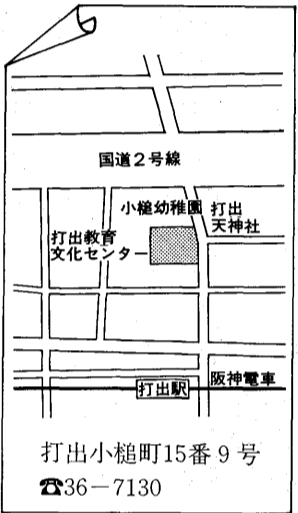 国道2号線
小槌幼稚園
打出
天神社
打出教育
文化センター
打出駅
阪神電車
打出小槌町15番9号
☎36−7130